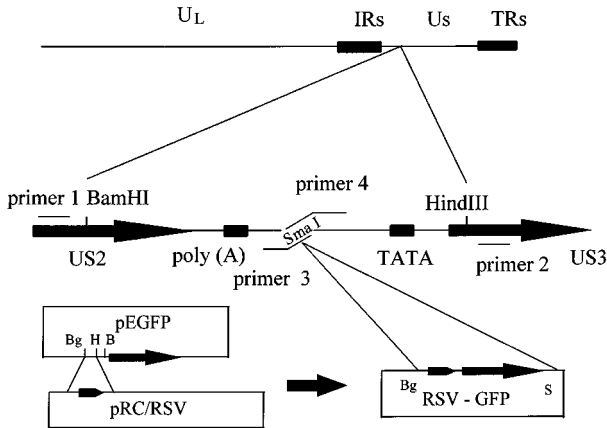 UL IRs Us TRs
primer 1 BamHI primer 4 HindIII
Sma I
US2 poly (A) primer 3 TATA primer 2 US3
pEGFP
Bg H B
pRC/RSV
Bg RSV - GFP S